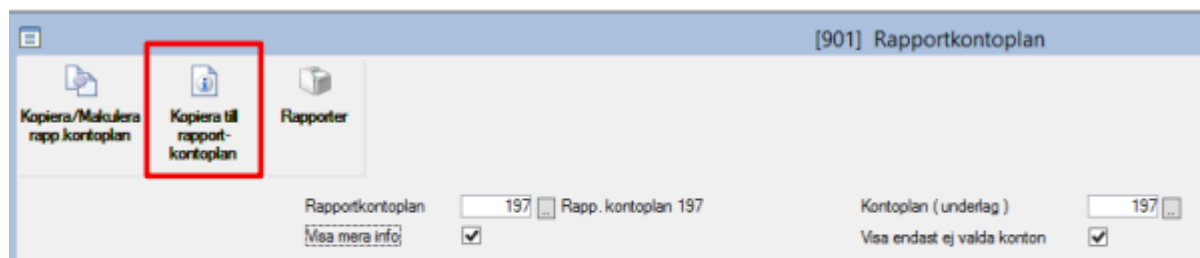 [901] Rapportkontoplan
Kopiera/Makulera
rapp.kontoplan
Kopiera till
rapport-
kontoplan
Rapporter
Rapportkontoplan 197 ... Rapp. kontoplan 197 Kontoplan ( underlag ) 197 ...
Visa mera info Visa endast ej valda konton